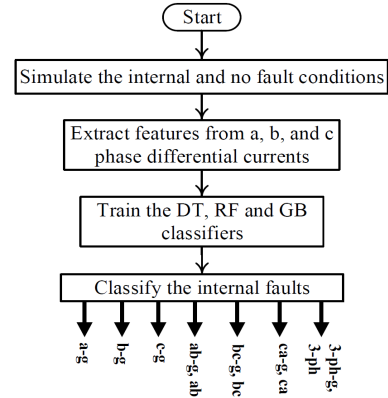 Start
Simulate the internal and no fault conditions
Extract features from a, b, and c
phase differential currents
Train the DT, RF and GB
classifiers
Classify the internal faults
a-g
b-g
c-g
ab-g, ab
bc-g, bc
ca-g, ca
3-ph-g,
3-ph